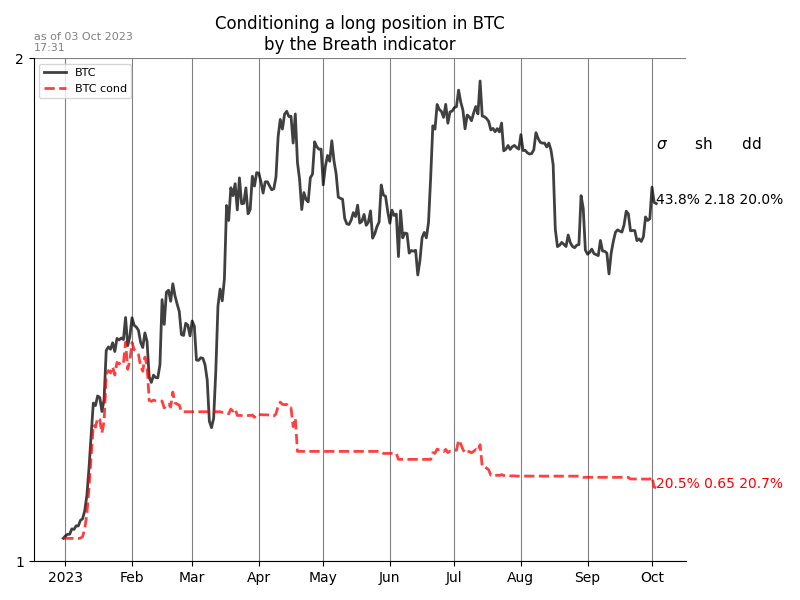 Conditioning a long position in BTC
by the Breath indicator
as of 03 Oct 2023
17:31
2
BTC
BTC cond
σ sh dd
43.8% 2.18 20.0%
20.5% 0.65 20.7%
1
2023 Feb Mar Apr May Jun Jul Aug Sep Oct